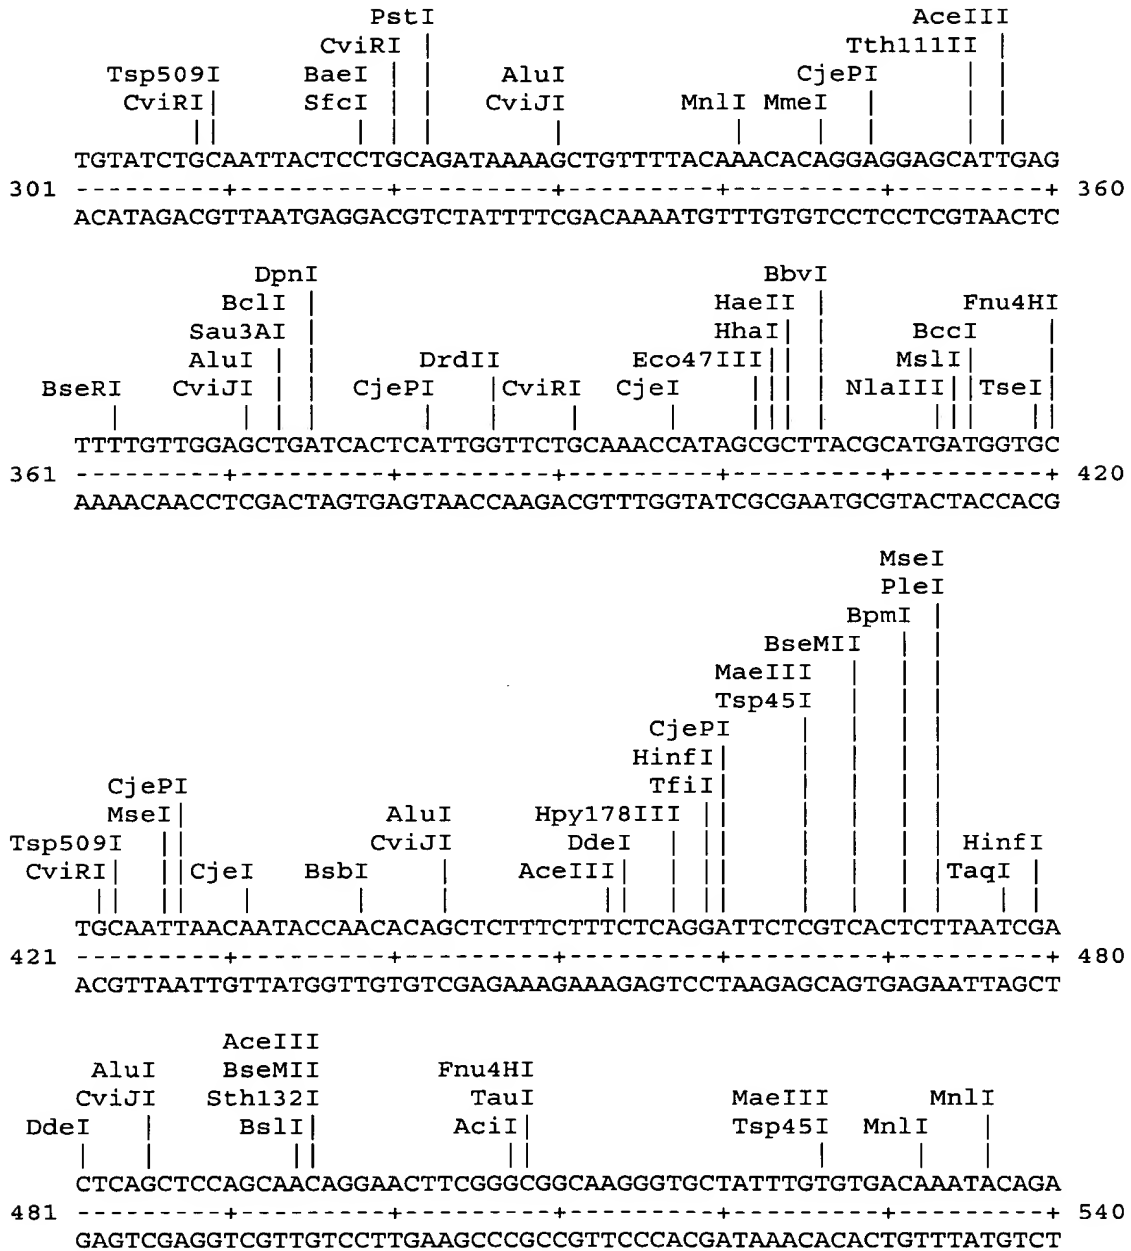 PstI AceIII
CviRI Tth111II
Tsp509I BaeI AluI CjePI
CviRI SfcI CviJI MnlI MmeI
TGTATCTGCAATTACTCCTGCAGATAAAAGCTGTTTTACAAACACAGGAGGAGCATTGAG
301 ---------+---------+---------+---------+---------+---------+ 360
ACATAGACGTTAATGAGGACGTCTATTTTCGACAAAATGTTTGTGTCCTCCTCGTAACTC
DpnI BbvI
BclI HaeII Fnu4HI
Sau3AI HhaI BccI
AluI DrdII Eco47III MslI
BseRI CviJI CjePI CviRI CjeI NlaIII TseI
TTTTGTTGGAGCTGATCACTCATTGGTTCTGCAAACCATAGCGCTTACGCATGATGGTGC
361 ---------+---------+---------+---------+---------+---------+ 420
AAAACAACCTCGACTAGTGAGTAACCAAGACGTTTGGTATCGCGAATGCGTACTACCACG
MseI
PleI
BpmI
BseMII
MaeIII
Tsp45I
CjePI
HinfI
CjePI TfiI
MseI AluI Hpy178III
Tsp509I CviJI DdeI HinfI
CviRI CjeI BsbI AceIII TaqI
TGCAATTAACAATACCAACACAGCTCTTTCTTTCTCAGGATTCTCGTCACTCTTAATCGA
421 ---------+---------+---------+---------+---------+---------+ 480
ACGTTAATTGTTATGGTTGTGTCGAGAAAGAAAGAGTCCTAAGAGCAGTGAGAATTAGCT
AceIII
AluI BseMII Fnu4HI
CviJI Sth132I TauI MaeIII MnlI
DdeI BslI AciI Tsp45I MnlI
CTCAGCTCCAGCAACAGGAACTTCGGGCGGCAAGGGTGCTATTTGTGTGACAAATACAGA
481 ---------+---------+---------+---------+---------+---------+ 540
GAGTCGAGGTCGTTGTCCTTGAAGCCCGCCGTTCCCACGATAAACACACTGTTTATGTCT